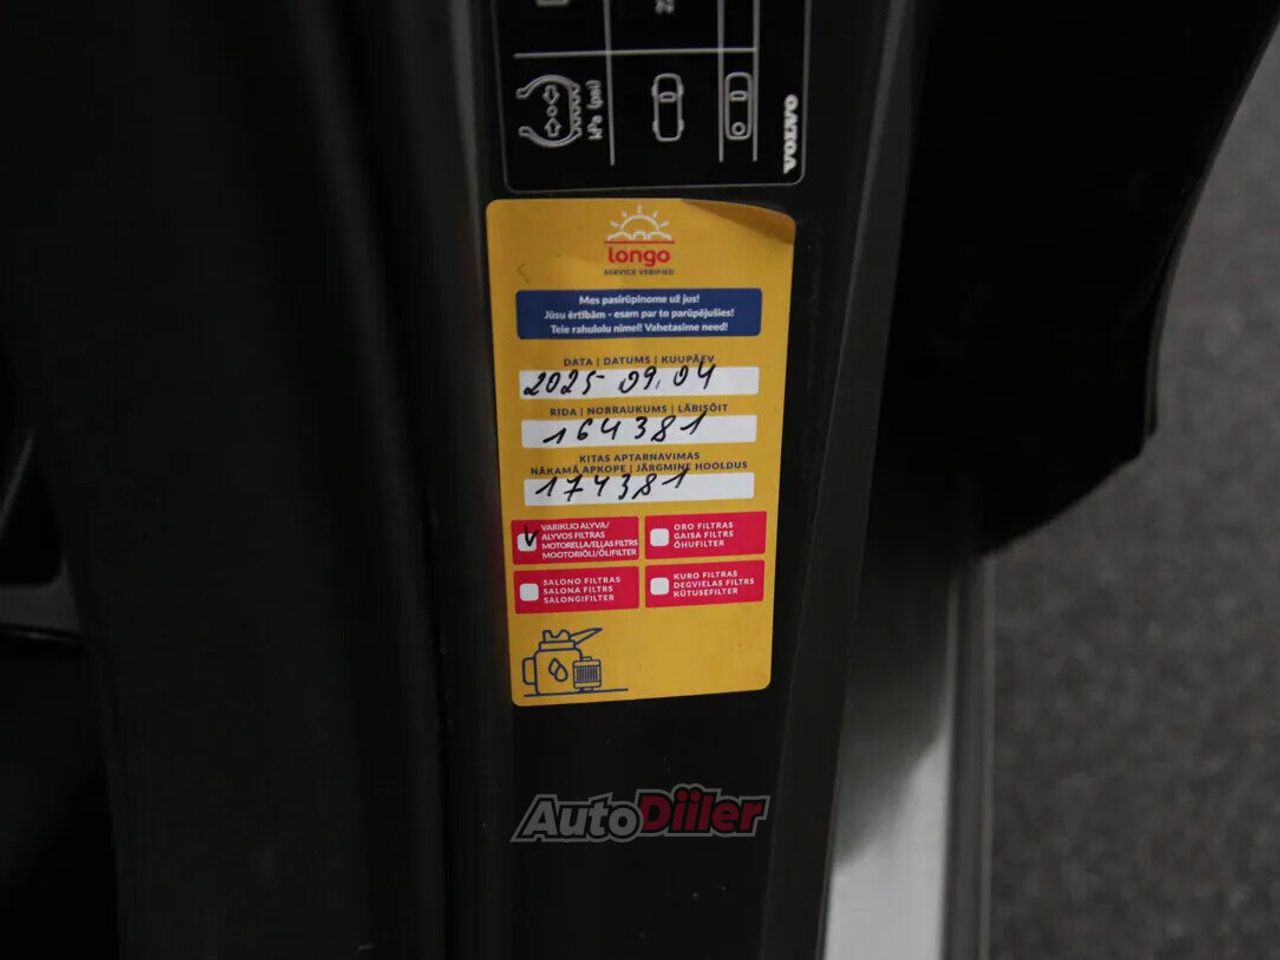 kPa (psi)
VOLVO
longo
SERVICE VERIFIED
Mes pasirūpinome už jus!
Jūsu ērtībām - esam par to parūpējušies!
Teie rahulolu nimel! Vahetasime need!
DATA | DATUMS | KUUPÄEV
2025 09.04
RIDA | NOBRAUKUMS | LÄBISÕIT
164381
KITAS APTARNAVIMAS
NĀKAMĀ APKOPE | JÄRGMINE HOOLDUS
174381
VARIKLIO ALYVA/
ALYVOS FILTRAS
MOTOREĻĻA/EĻĻAS FILTRS
MOOTORIÕLI/ÕLIFILTER
ORO FILTRAS
GAISA FILTRS
ÕHUFILTER
SALONO FILTRAS
SALONA FILTRS
SALONGIFILTER
KURO FILTRAS
DEGVIELAS FILTRS
KÜTUSEFILTER
AutoDiiler